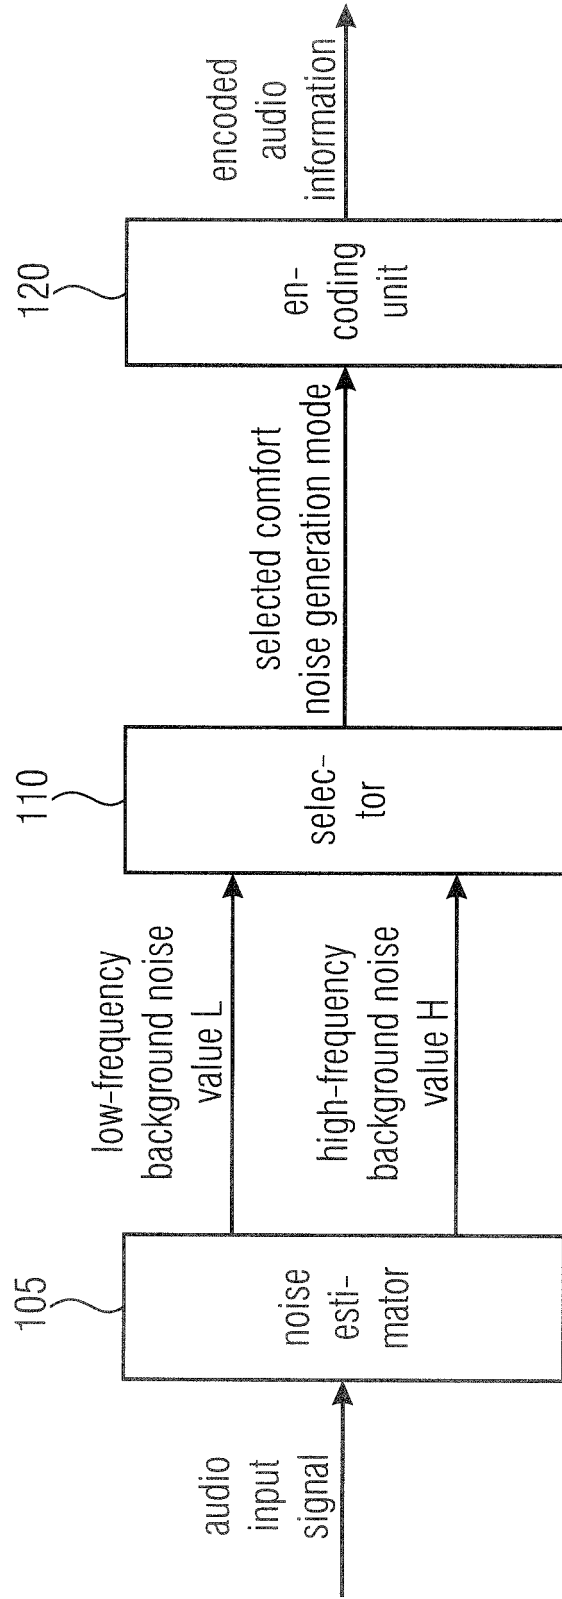 audio
input
signal
105
noise
esti-
mator
low-frequency
background noise
value L
high-frequency
background noise
value H
110
selec-
tor
selected comfort
noise generation mode
120
en-
coding
unit
encoded
audio
information